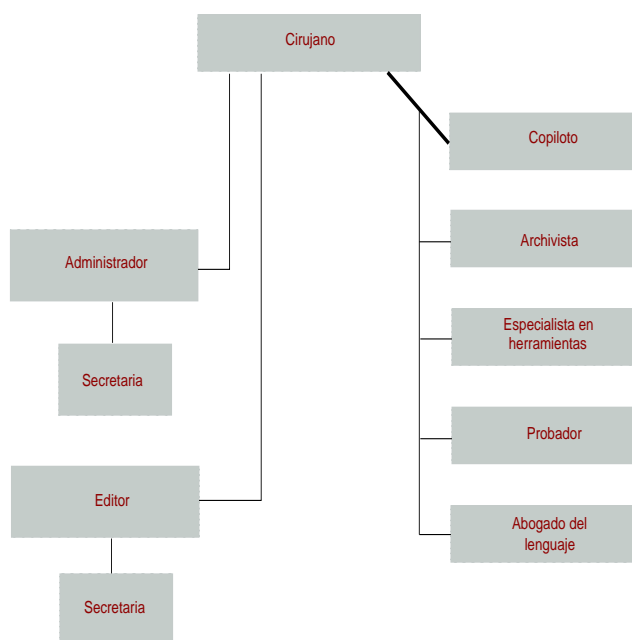 Cirujano
Copiloto
Administrador
Archivista
Especialista en
herramientas
Secretaria
Probador
Editor
Abogado del
lenguaje
Secretaria